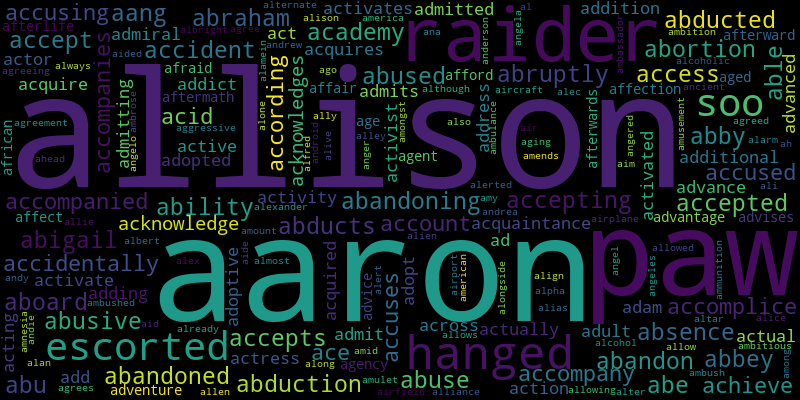 accusing aang abraham alternate alison activates america admitted addition angela al abducted ambition afterward
afterlife admiral albright agree raider ambassador
accept accident act academy acquires andrew aided ana anderson alcoholic abortion
actor agreeing always afraid ago abused afford abruptly access aged able
acquire addict admits although aircraft alec affection ancient advanced
allison affair
accompanies admitting according acknowledges alamein activist address afterwards soo
aftermath alone ally age also agreed
african agreement acid angelo ambrose aggressive alfred android alive alley anger amongst ambulance air angered amusement abby alarm ah
active agent aging activated additional accused
ahead adopted amends aim alerted advance ali
accompanied ability activity abandoning amy accepting accepted
affect allie acknowledge alexander abducts account acquaintance andrea airplane advantage advises
abigail albert amount aaron alien ad american angel paw allowed
accidentally alex aide almost acquired advice alert adopt airport align angeles ammunition
andy activate adoptive alongside alpha
aboard adding ambushed accuses alias adam accomplice alice
acting amnesia andie abusive aid already admit across actually adult absence altar actual
escorted accepts ace amid allows alcohol allow ambitious among
alan actress along agency hanged abandon abbey
abu add abandoned abduction amulet abuse accompany ambush
agrees adventure allen airfield alliance action allowing alter abe achieve